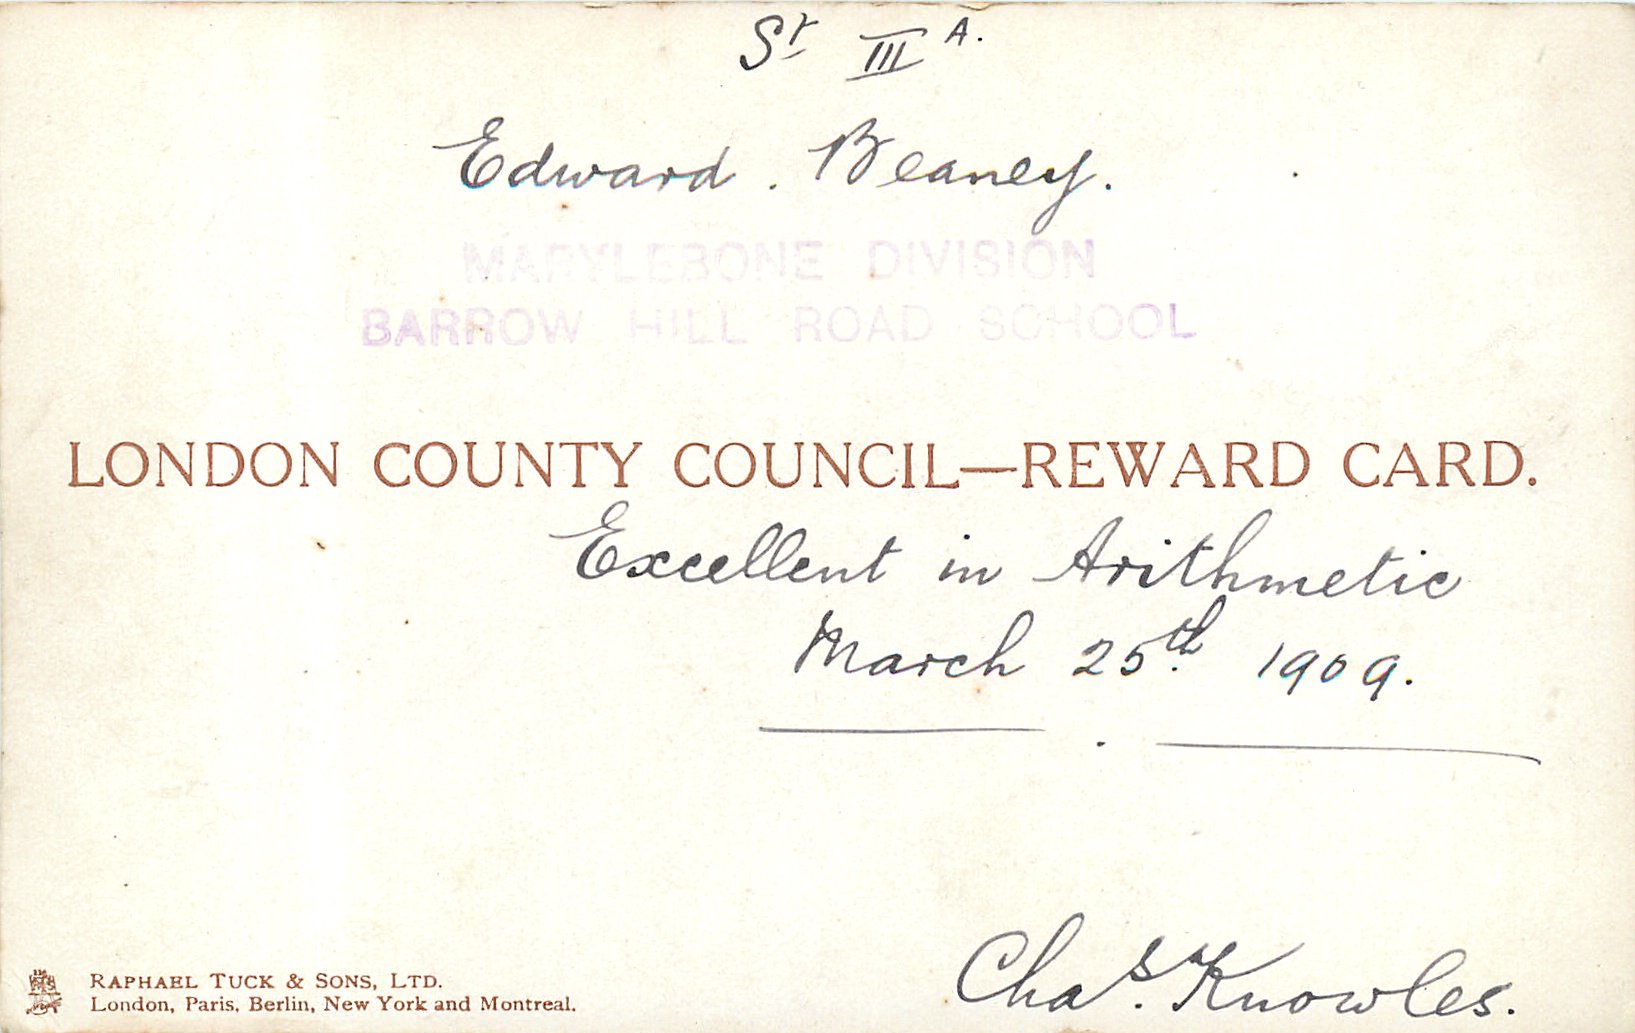 St III A.
Edward. Beaney.
MARYLEBONE DIVISION
BARROW HILL ROAD SCHOOL
LONDON COUNTY COUNCIL—REWARD CARD.
Excellent in Arithmetic
March 25th. 1909.
Chas. Knowles.
RAPHAEL TUCK & SONS, LTD.
London, Paris, Berlin, New York and Montreal.